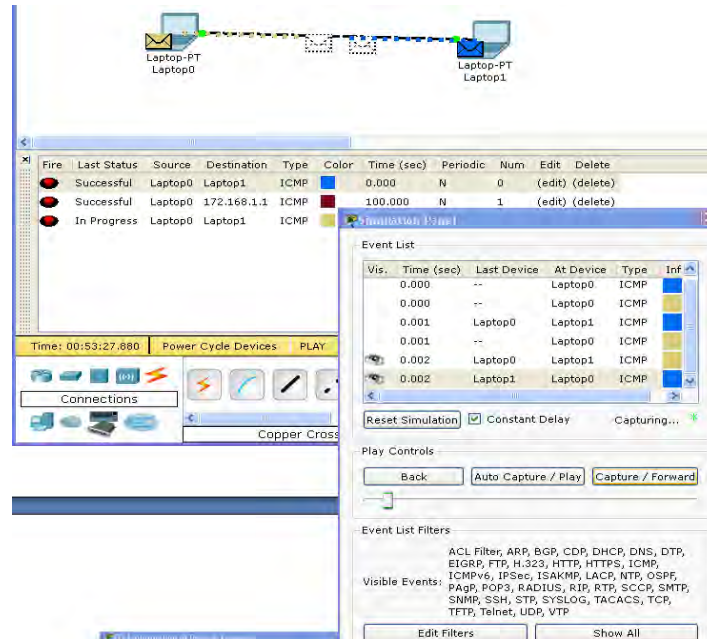 Laptop-PT
Laptop0
Laptop-PT
Laptop1
Fire Last Status Source Destination Type Color Time (sec) Periodic Num Edit Delete
Successful Laptop0 Laptop1 ICMP 0.000 N 0 (edit) (delete)
Successful Laptop0 172.168.1.1 ICMP 100.000 N 1 (edit) (delete)
In Progress Laptop0 Laptop1 ICMP
Simulation Panel
Event List
Vis. Time (sec) Last Device At Device Type Inf
0.000 -- Laptop0 ICMP
0.000 -- Laptop0 ICMP
0.001 Laptop0 Laptop1 ICMP
0.001 -- Laptop0 ICMP
0.002 Laptop0 Laptop1 ICMP
0.002 Laptop1 Laptop0 ICMP
Reset Simulation Constant Delay Capturing... *
Time: 00:53:27.880 Power Cycle Devices PLAY
Connections
Copper Cross
Play Controls
Back Auto Capture / Play Capture / Forward
Event List Filters
Visible Events: ACL Filter, ARP, BGP, CDP, DHCP, DNS, DTP,
EIGRP, FTP, H.323, HTTP, HTTPS, ICMP,
ICMPv6, IPSec, ISAKMP, LACP, NTP, OSPF,
PAgP, POP3, RADIUS, RIP, RTP, SCCP, SMTP,
SNMP, SSH, STP, SYSLOG, TACACS, TCP,
TFTP, Telnet, UDP, VTP
Edit Filters Show All